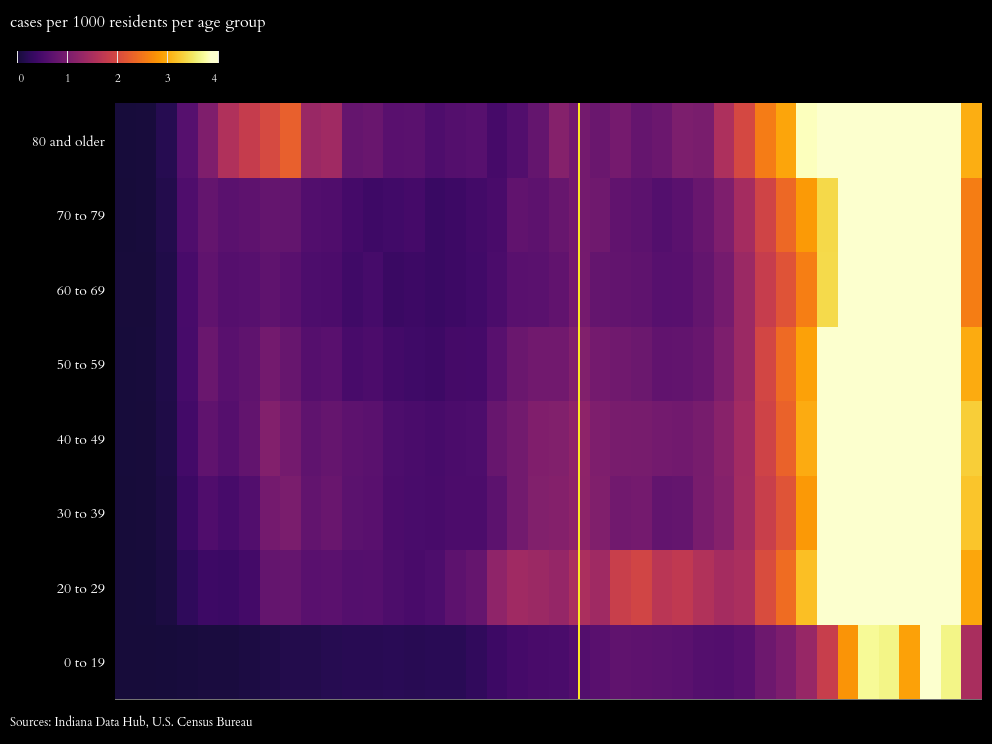 cases per 1000 residents per age group
0 1 2 3 4
80 and older
70 to 79
60 to 69
50 to 59
40 to 49
30 to 39
20 to 29
0 to 19
Sources: Indiana Data Hub, U.S. Census Bureau